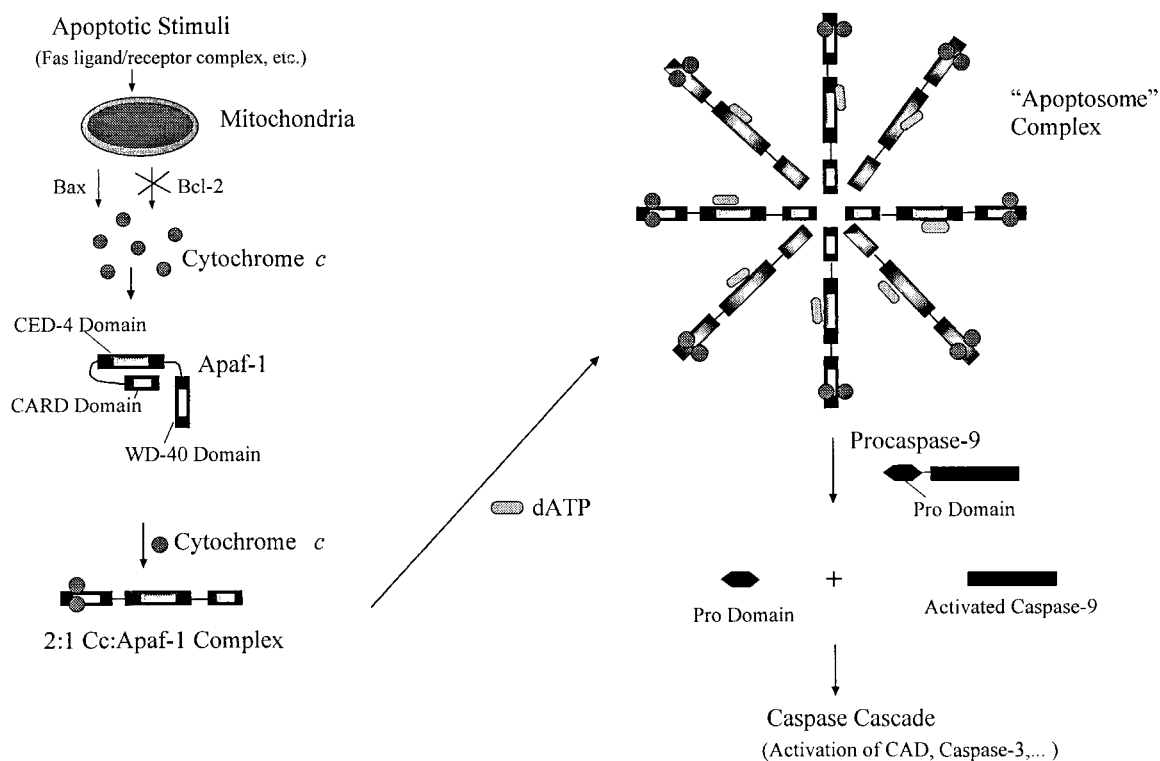 Apoptotic Stimuli
(Fas ligand/receptor complex, etc.)
Mitochondria
Bax
Bcl-2
Cytochrome c
CED-4 Domain
Apaf-1
CARD Domain
WD-40 Domain
Cytochrome c
2:1 Cc:Apaf-1 Complex
dATP
“Apoptosome”
Complex
Procaspase-9
Pro Domain
+
Pro Domain
Activated Caspase-9
Caspase Cascade
(Activation of CAD, Caspase-3,... )